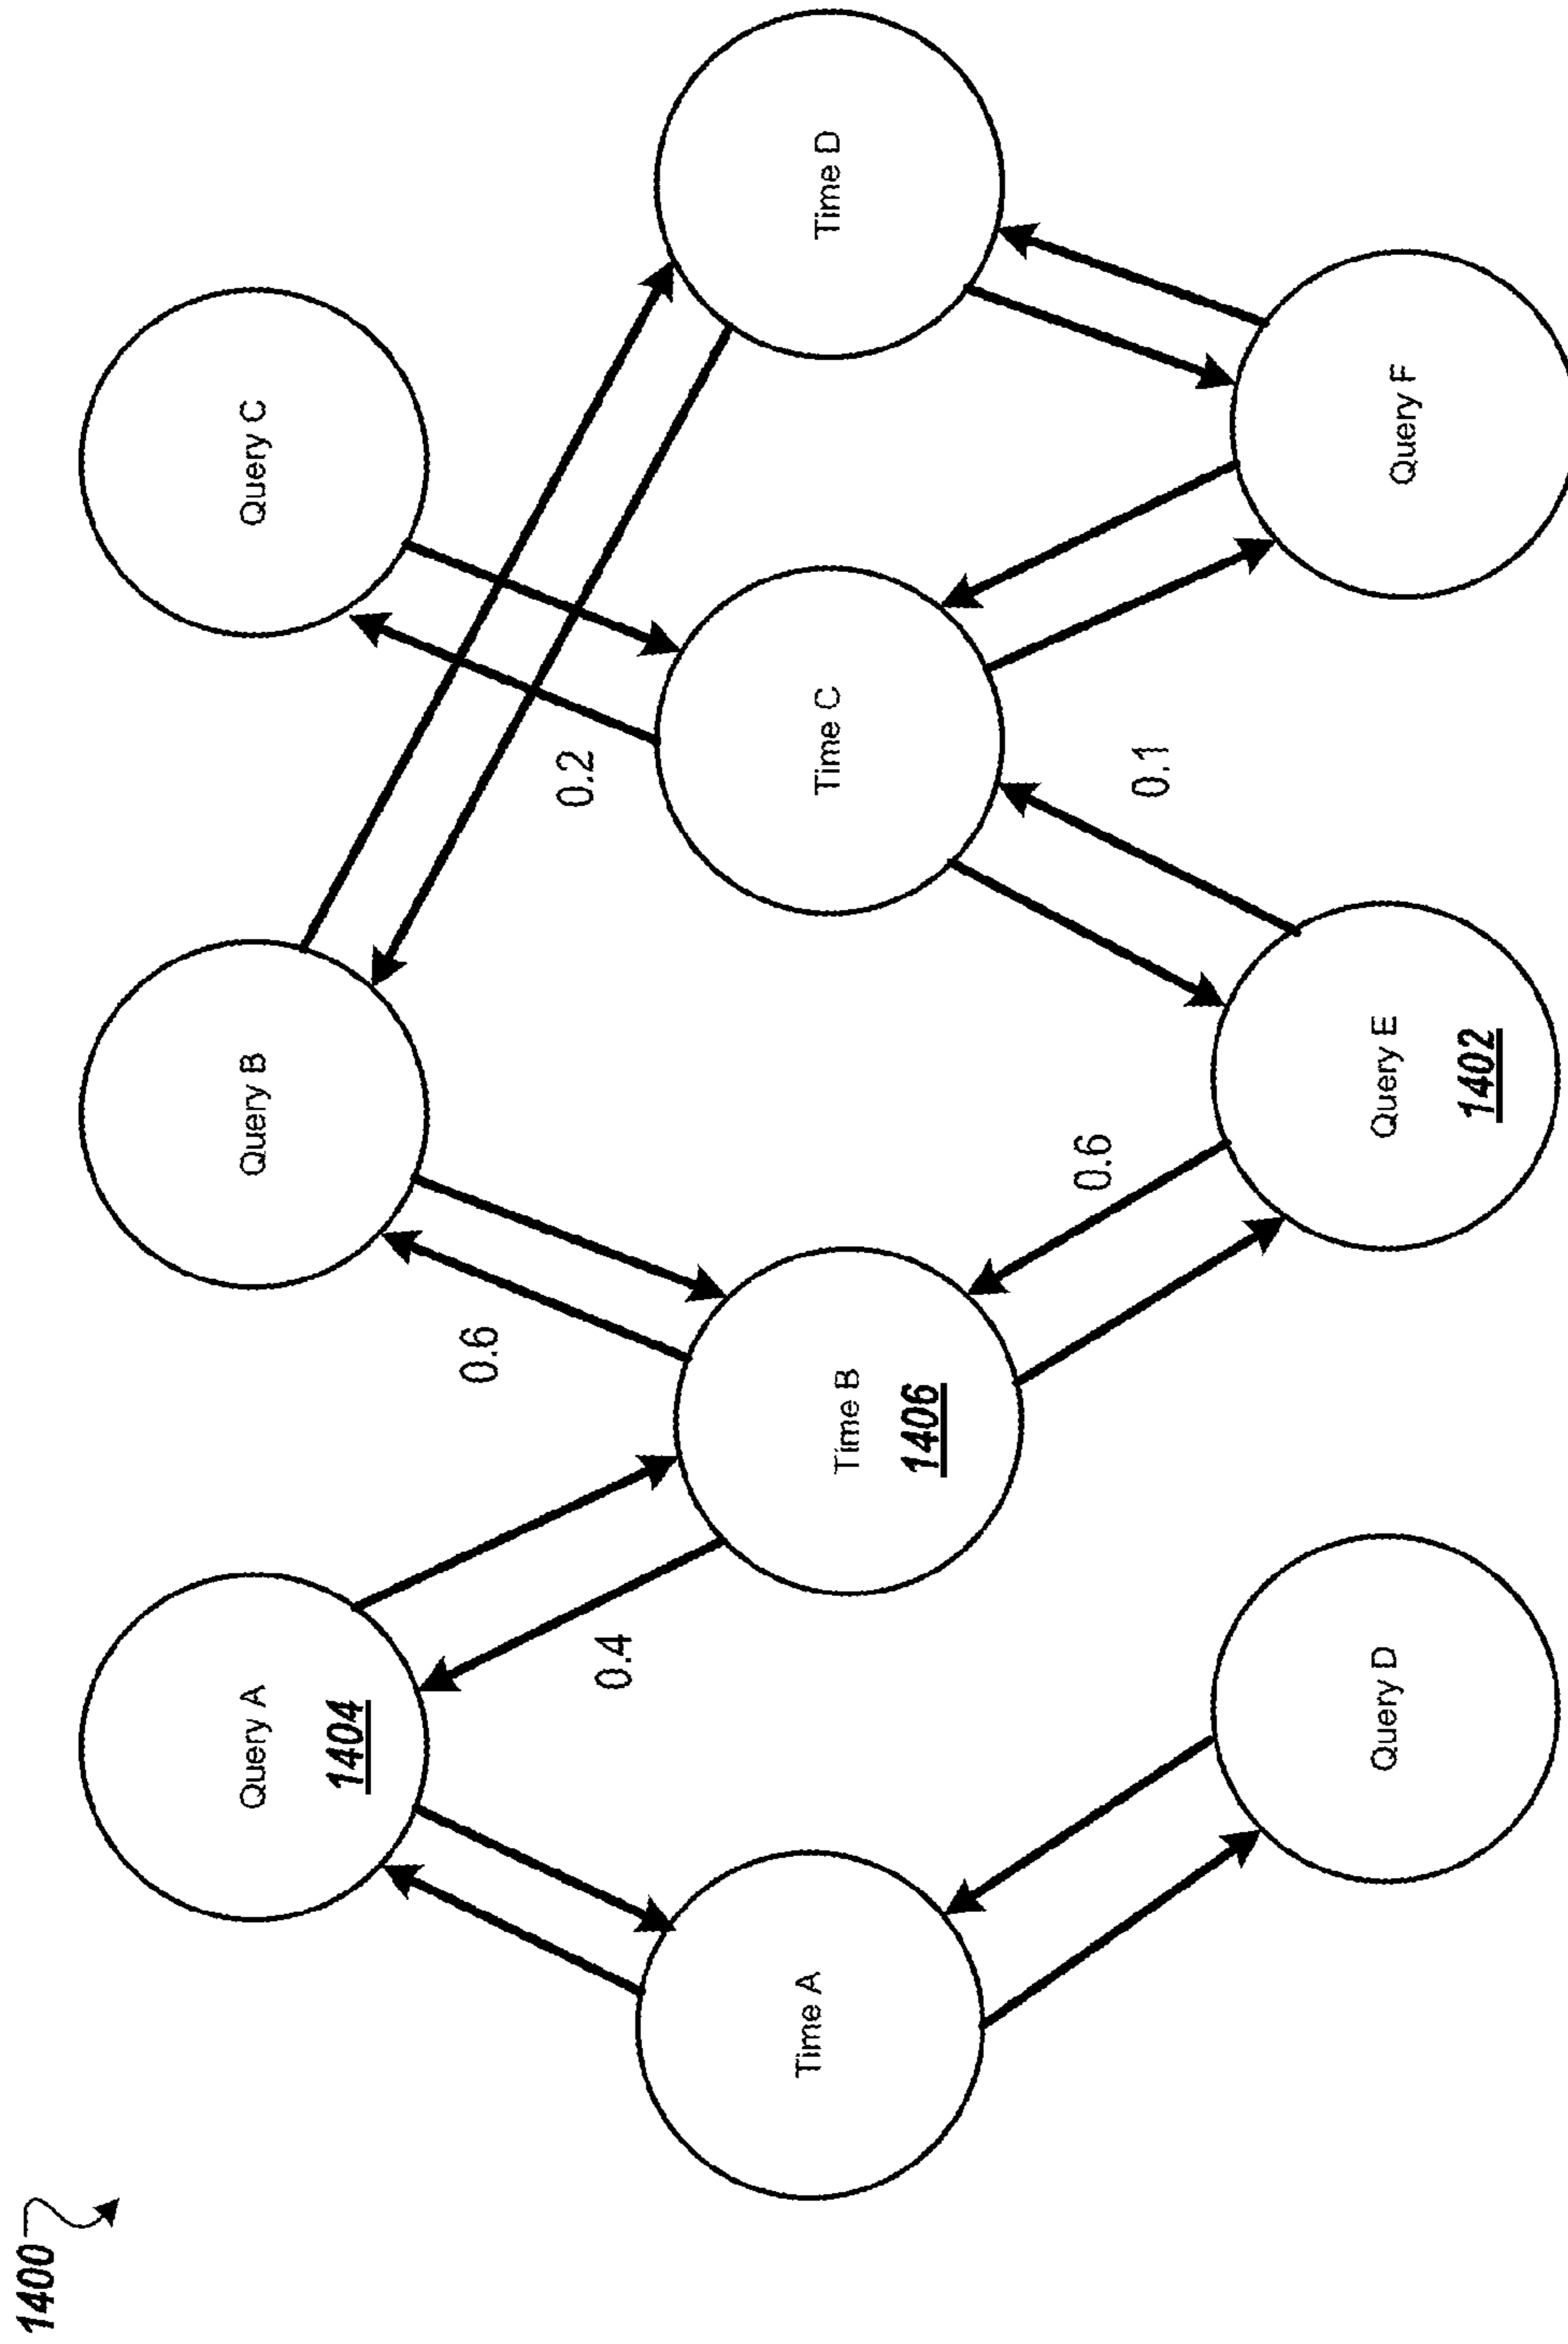 1400
Query A
1404
Query B
Query C
0.4
0.6
0.2
Time A
Time B
1406
Time C
Time D
0.6
0.1
Query D
Query E
1402
Query F